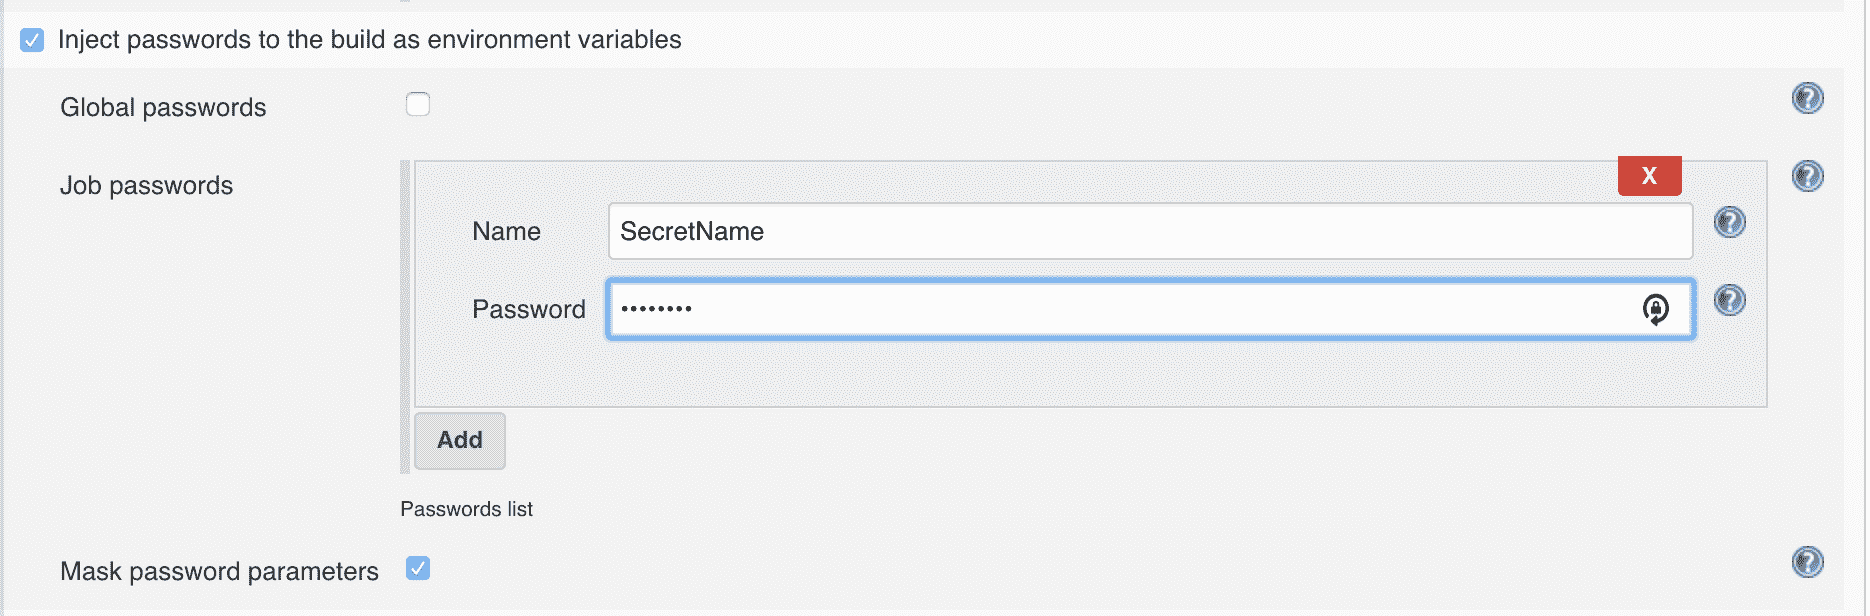 Inject passwords to the build as environment variables
Global passwords
Job passwords
X
Name
SecretName
Password
••••••••
Add
Passwords list
Mask password parameters